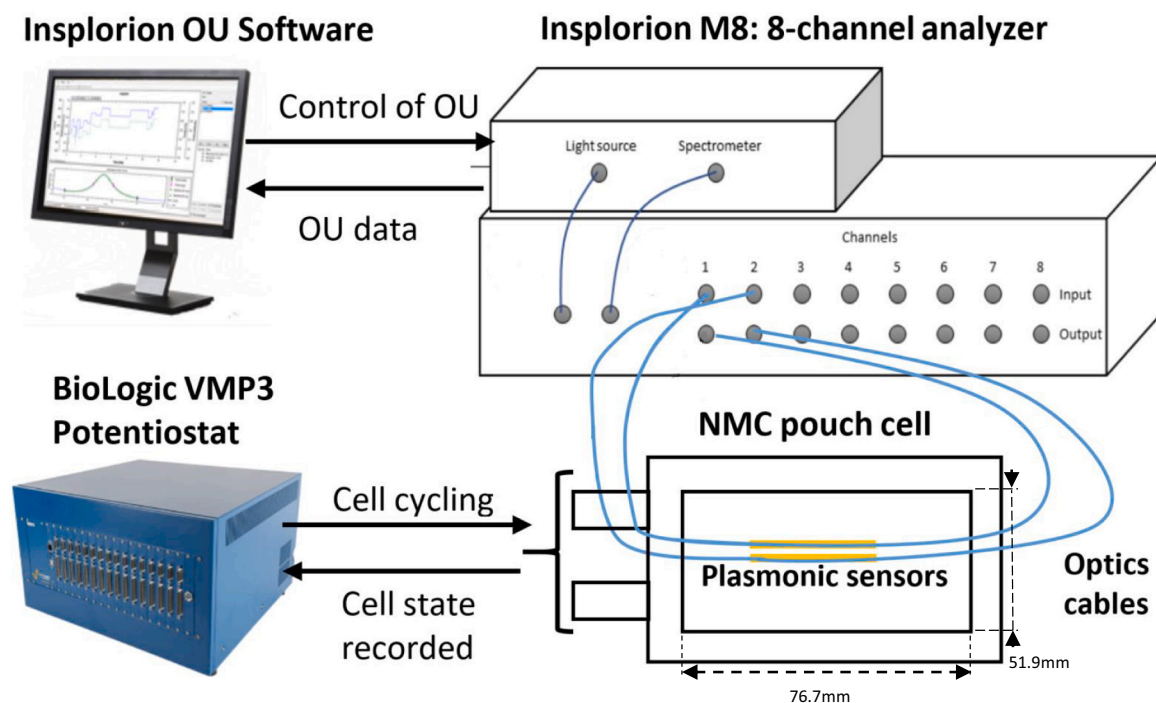 Insplorion OU Software
Insplorion M8: 8-channel analyzer
Control of OU
OU data
Light source
Spectrometer
Channels
1 2 3 4 5 6 7 8
Input
Output
BioLogic VMP3
Potentiostat
Cell cycling
Cell state
recorded
NMC pouch cell
Plasmonic sensors
Optics
cables
51.9mm
76.7mm